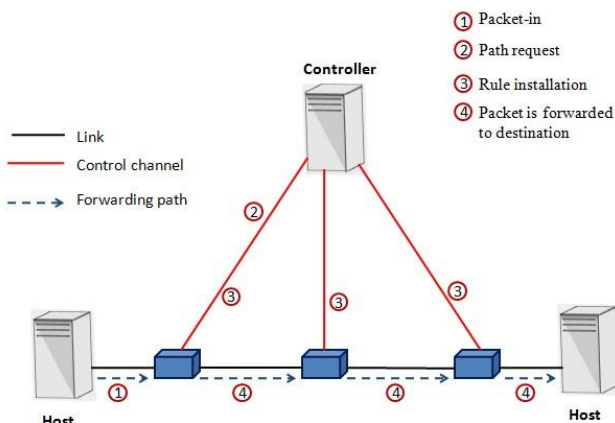 ① Packet-in
② Path request
③ Rule installation
④ Packet is forwarded
to destination
Controller
Link
Control channel
Forwarding path
②
③
③
③
①
④
④
④
Host
Host